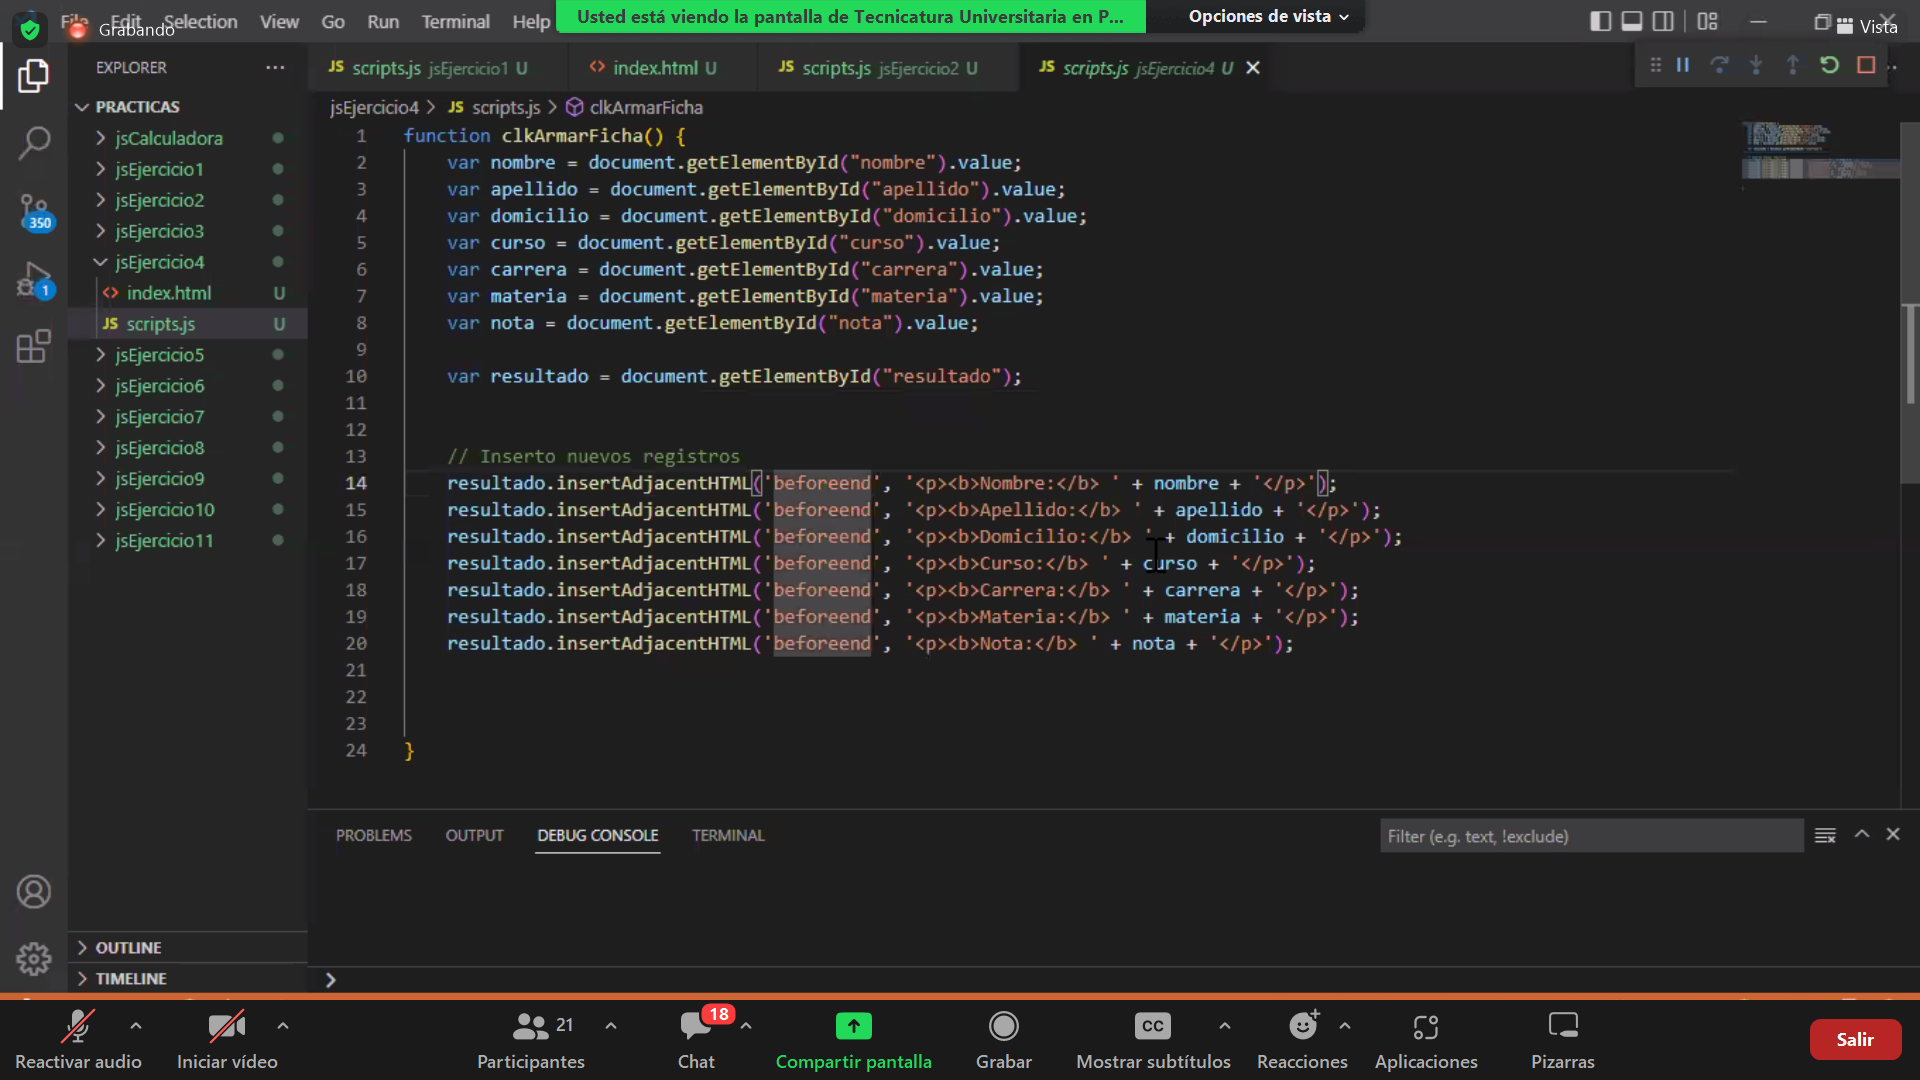 File Edit Selection View Go Run Terminal Help
Grabando
Usted está viendo la pantalla de Tecnicatura Universitaria en P...
Opciones de vista
Vista
EXPLORER
PRACTICAS
jsCalculadora
jsEjercicio1
jsEjercicio2
jsEjercicio3
jsEjercicio4
index.html U
scripts.js U
jsEjercicio5
jsEjercicio6
jsEjercicio7
jsEjercicio8
jsEjercicio9
jsEjercicio10
jsEjercicio11
OUTLINE
TIMELINE
350
1
JS scripts.js jsEjercicio1 U
<> index.html U
JS scripts.js jsEjercicio2 U
JS scripts.js jsEjercicio4 U
jsEjercicio4 > JS scripts.js > clkArmarFicha
1 function clkArmarFicha() {
2 var nombre = document.getElementById("nombre").value;
3 var apellido = document.getElementById("apellido").value;
4 var domicilio = document.getElementById("domicilio").value;
5 var curso = document.getElementById("curso").value;
6 var carrera = document.getElementById("carrera").value;
7 var materia = document.getElementById("materia").value;
8 var nota = document.getElementById("nota").value;
9
10 var resultado = document.getElementById("resultado");
11
12
13 // Inserto nuevos registros
14 resultado.insertAdjacentHTML('beforeend', '<p><b>Nombre:</b> ' + nombre + '</p>');
15 resultado.insertAdjacentHTML('beforeend', '<p><b>Apellido:</b> ' + apellido + '</p>');
16 resultado.insertAdjacentHTML('beforeend', '<p><b>Domicilio:</b> ' + domicilio + '</p>');
17 resultado.insertAdjacentHTML('beforeend', '<p><b>Curso:</b> ' + curso + '</p>');
18 resultado.insertAdjacentHTML('beforeend', '<p><b>Carrera:</b> ' + carrera + '</p>');
19 resultado.insertAdjacentHTML('beforeend', '<p><b>Materia:</b> ' + materia + '</p>');
20 resultado.insertAdjacentHTML('beforeend', '<p><b>Nota:</b> ' + nota + '</p>');
21
22
23
24 }
PROBLEMS OUTPUT DEBUG CONSOLE TERMINAL
Filter (e.g. text, !exclude)
Reactivar audio
Iniciar vídeo
21
Participantes
18
Chat
Compartir pantalla
Grabar
CC
Mostrar subtítulos
Reacciones
Aplicaciones
Pizarras
Salir